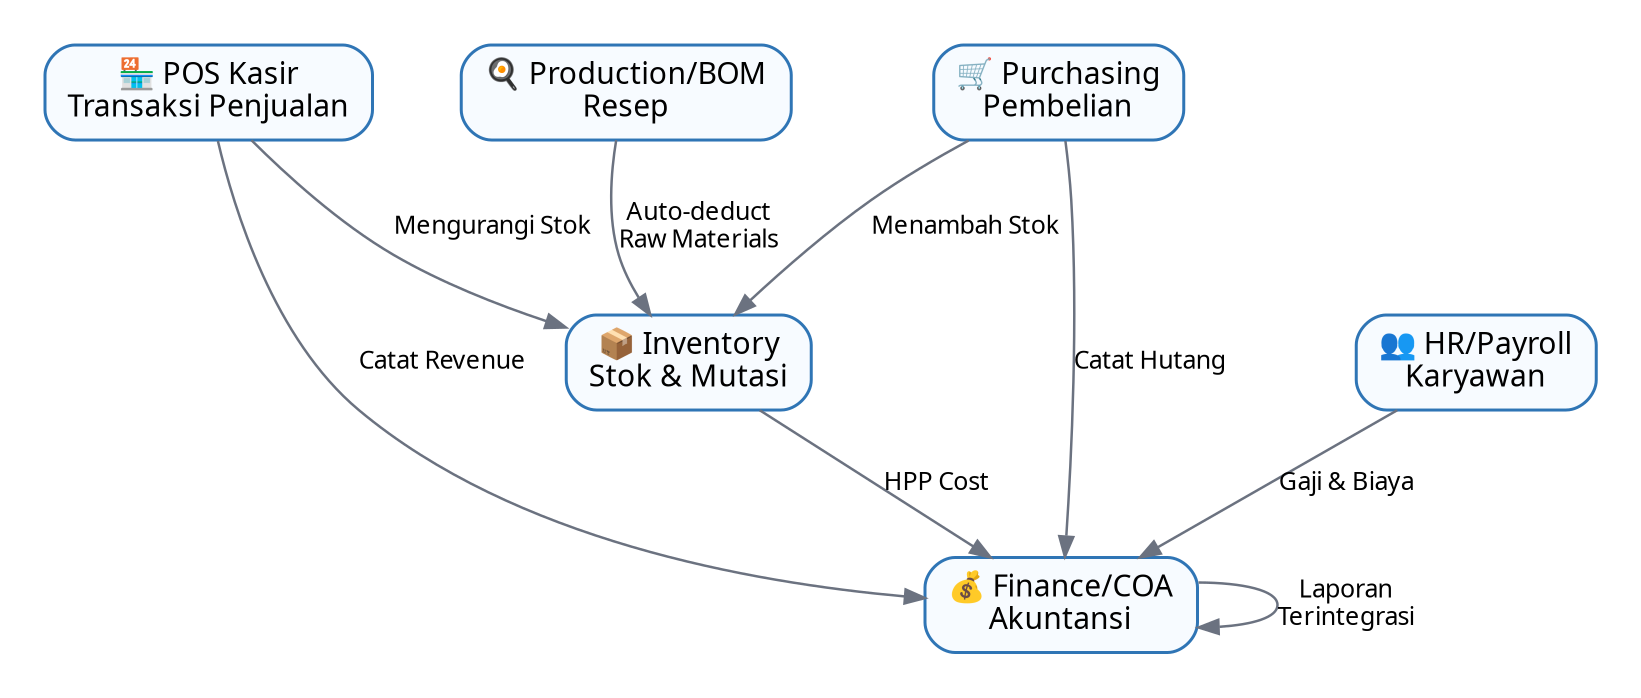 🏪 POS Kasir
Transaksi Penjualan
🍳 Production/BOM
Resep
🛒 Purchasing
Pembelian
Mengurangi Stok
Auto-deduct
Raw Materials
Menambah Stok
📦 Inventory
Stok & Mutasi
Catat Revenue
Catat Hutang
👥 HR/Payroll
Karyawan
HPP Cost
Gaji & Biaya
💰 Finance/COA
Akuntansi
Laporan
Terintegrasi